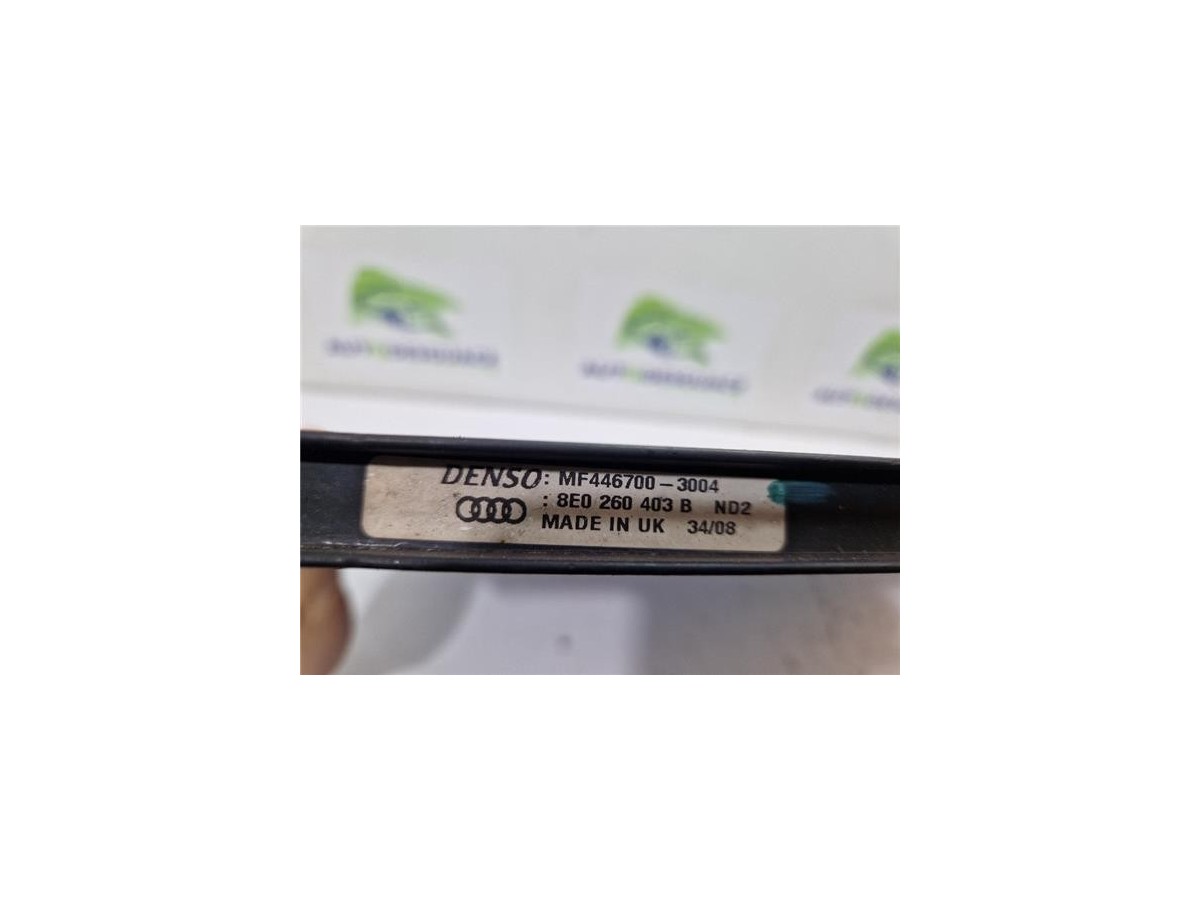 DENSO: MF446700-3004
: 8E0 260 403 B ND2
MADE IN UK 34/08